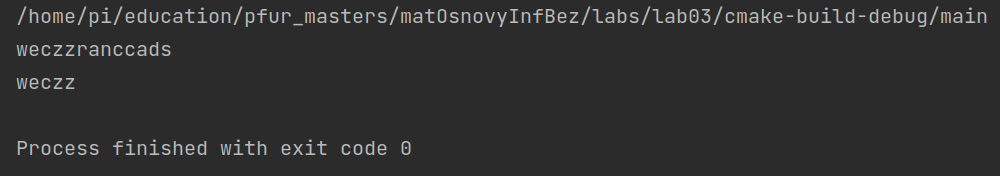 /home/pi/education/pfur_masters/matOsnovyInfBez/labs/lab03/cmake-build-debug/main
weczzranccads
weczz
Process finished with exit code 0